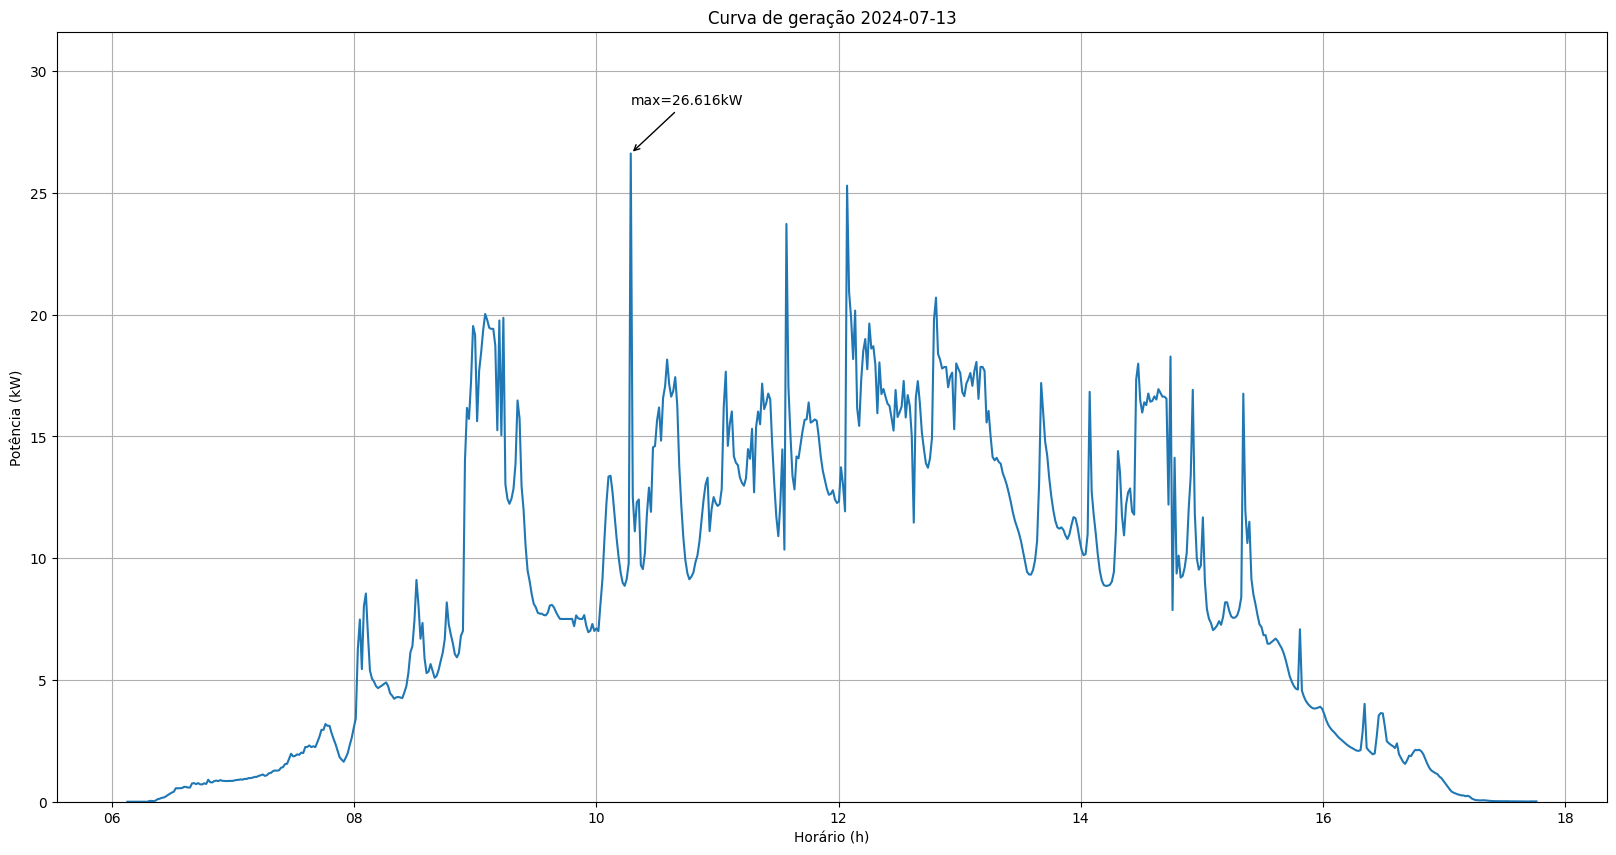 Curva de geração 2024-07-13
30
max=26.616kW
25
20
15
10
5
0
Potência (kW)
06 08 10 12 14 16 18
Horário (h)